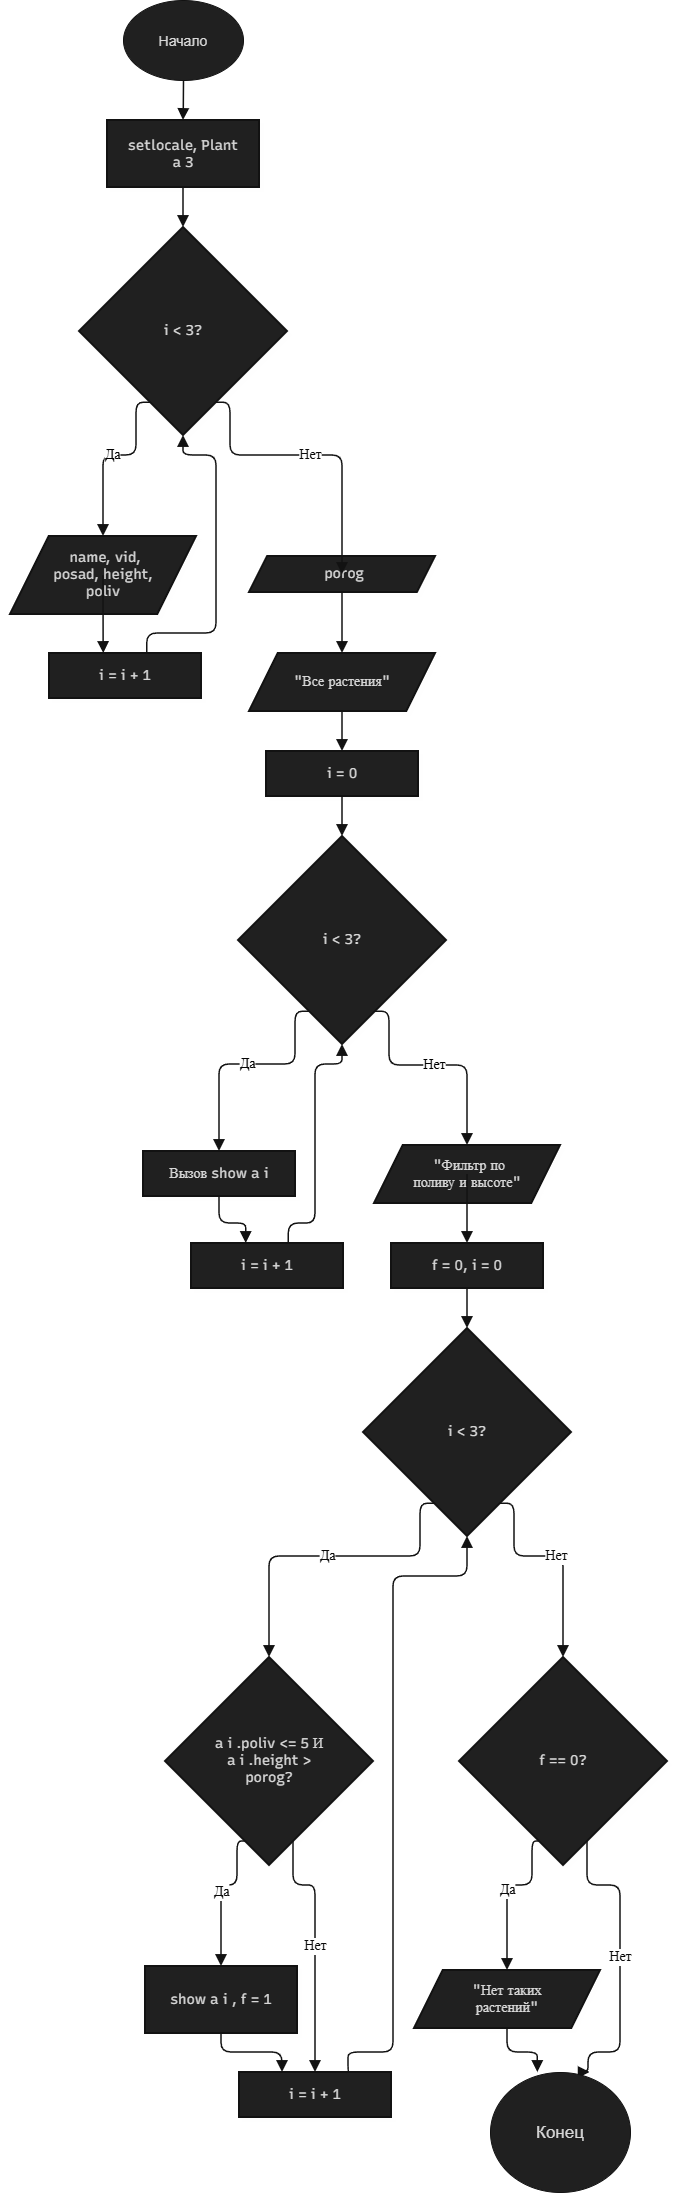 Начало
setlocale, Plant
a 3
i < 3?
Да
Нет
name, vid,
posad, height,
poliv
porog
i = i + 1
"Все растения"
i = 0
i < 3?
Да
Нет
Вызов show a i
"Фильтр по
поливу и высоте"
i = i + 1
f = 0, i = 0
i < 3?
Да
Нет
a i .poliv <= 5 И
a i .height >
porog?
f == 0?
Да
Да
Нет
Нет
show a i , f = 1
"Нет таких
растений"
i = i + 1
Конец